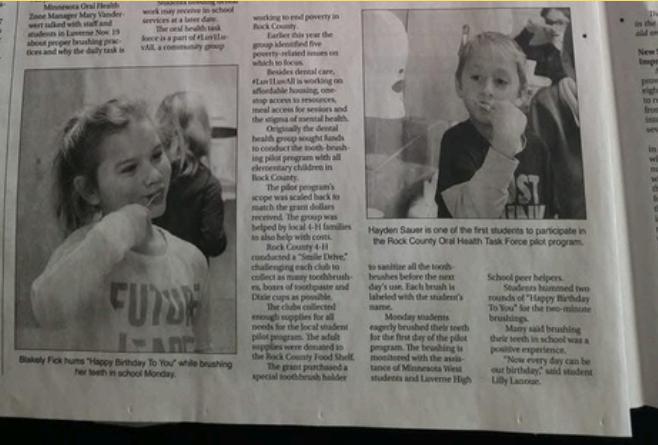 Minnesota Oral Health
Zone Manager Mary Vander-
wert talked with staff and
students in Luverne Nov. 19
about proper brushing prac-
tices and why the daily task is
work may receive in school
services at a later date.
The oral health task
force is a part of #Luv1Lu-
vAll, a community group
FUTURE
LEADER
Blakely Fick hums "Happy Birthday To You" while brushing
her teeth in school Monday.
working to end poverty in
Rock County.
Earlier this year the
group identified five
poverty-related issues on
which to focus.
Besides dental care,
#Luv1LuvAll is working on
affordable housing, one-
stop access to resources,
meal access for seniors and
the stigma of mental health.
Originally the dental
health group sought funds
to conduct the tooth-brush-
ing pilot program with all
elementary children in
Rock County.
The pilot program's
scope was scaled back to
match the grant dollars
received. The group was
helped by local 4-H families
to also help with costs.
Rock County 4-H
conducted a "Smile Drive,"
challenging each club to
collect as many toothbrush-
es, boxes of toothpaste and
Dixie cups as possible.
The clubs collected
enough supplies for all
needs for the local student
pilot program. The adult
supplies were donated to
the Rock County Food Shelf.
The grant purchased a
special toothbrush holder
Hayden Sauer is one of the first students to participate in
the Rock County Oral Health Task Force pilot program.
to sanitize all the tooth-
brushes before the next
day's use. Each brush is
labeled with the student's
name.
Monday students
eagerly brushed their teeth
for the first day of the pilot
program. The brushing is
monitored with the assis-
tance of Minnesota West
students and Luverne High
School peer helpers.
Students hummed two
rounds of "Happy Birthday
To You" for the two-minute
brushings.
Many said brushing
their teeth in school was a
positive experience.
"Now every day can be
our birthday," said student
Lilly Lanoue.